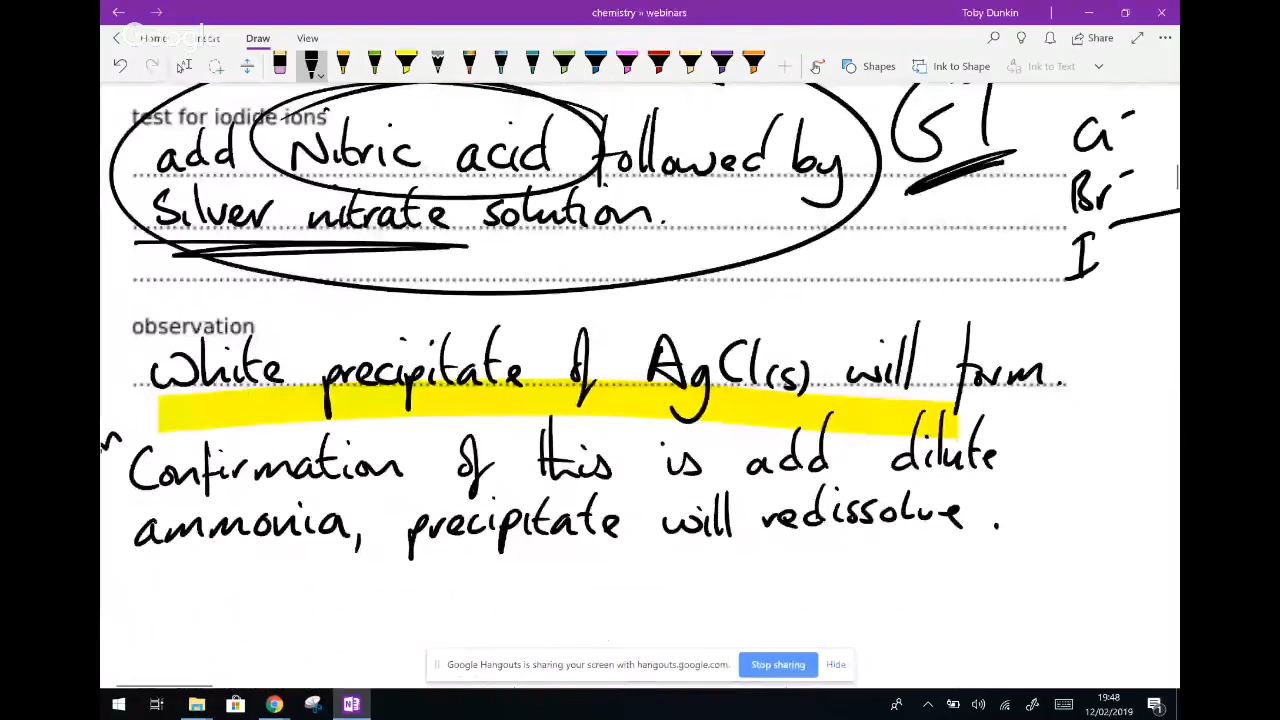 chemistry » webinars
Toby Dunkin
Google
Home Insert Draw View
Share
Shapes
Ink to Shape
Ink to Text
test for iodide ions
add Nitric acid followed by
Silver nitrate solution.
Cl-
Br-
I
observation
White precipitate of AgCl(s) will form.
Confirmation of this is add dilute
ammonia, precipitate will redissolve.
Google Hangouts is sharing your screen with hangouts.google.com.
Stop sharing
Hide
19:48
12/02/2019